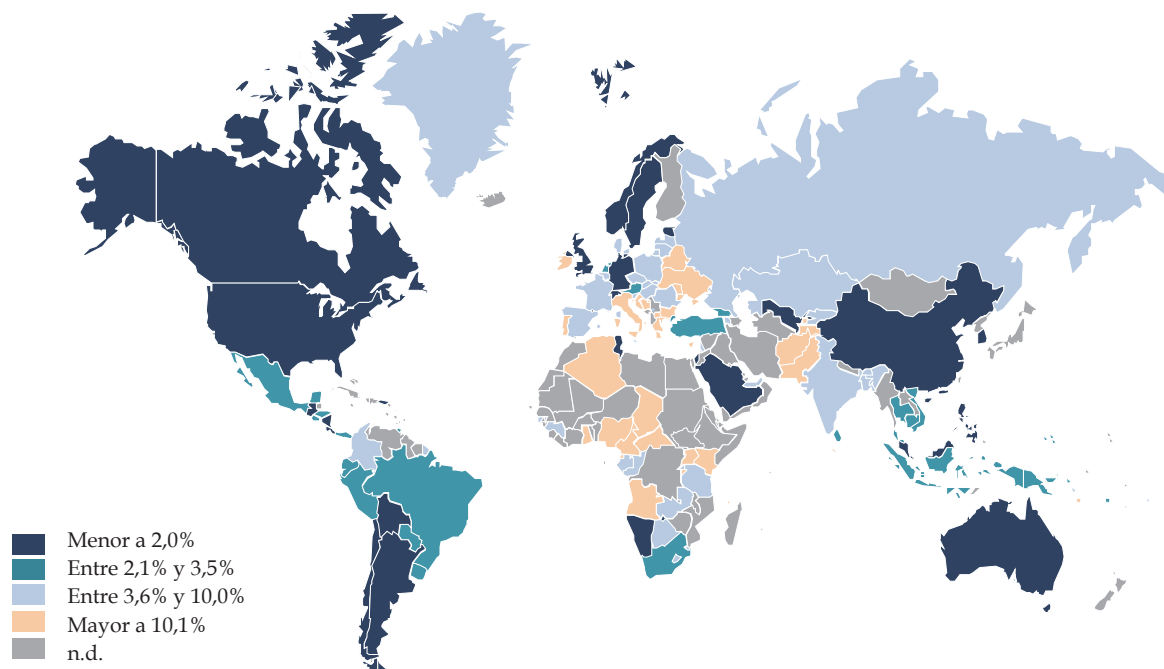 Menor a 2,0%
Entre 2,1% y 3,5%
Entre 3,6% y 10,0%
Mayor a 10,1%
n.d.